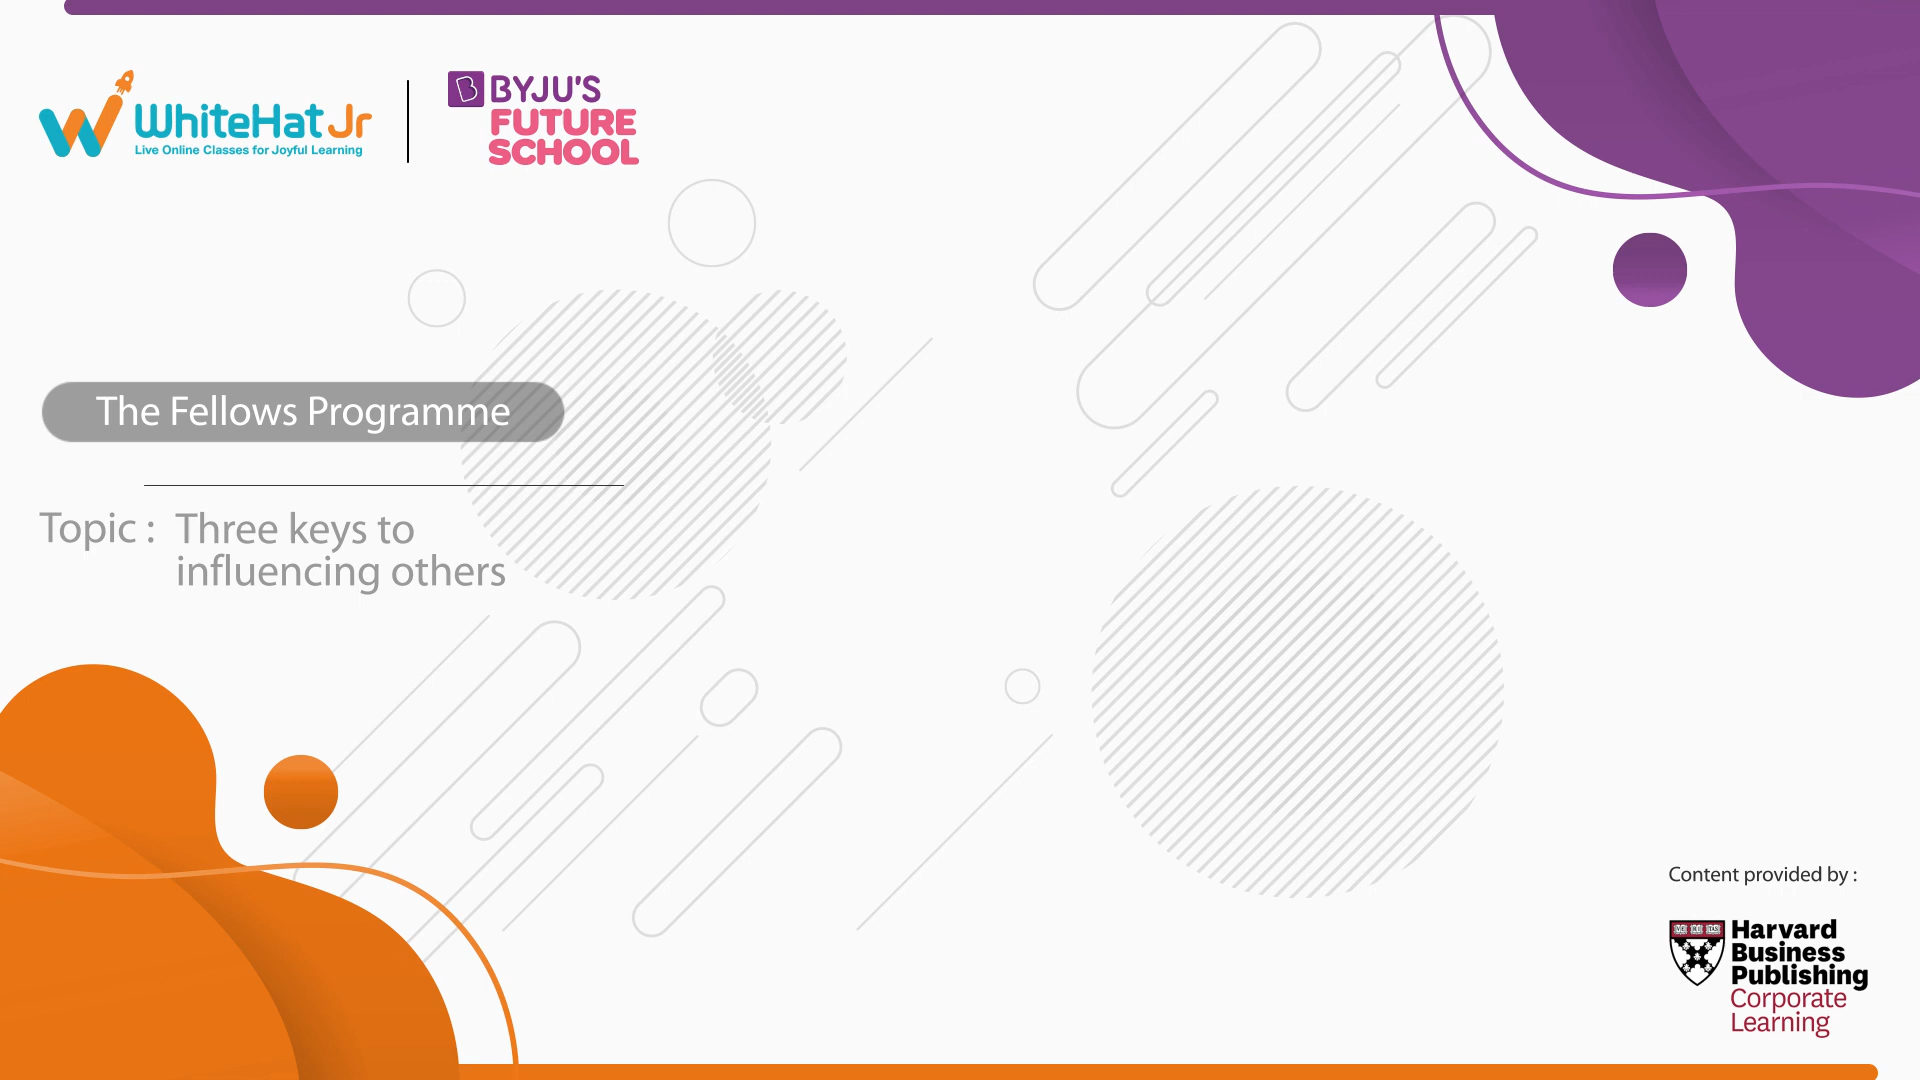 WhiteHat Jr
Live Online Classes for Joyful Learning
BYJU'S
FUTURE
SCHOOL
The Fellows Programme
Topic : Three keys to
influencing others
Content provided by :
Harvard
Business
Publishing
Corporate
Learning